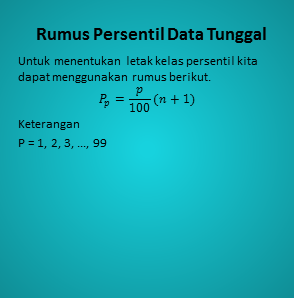 Rumus Persentil Data Tunggal
Untuk menentukan letak kelas persentil kita
dapat menggunakan rumus berikut.
P_p = p/100 (n + 1)
Keterangan
P = 1, 2, 3, ..., 99